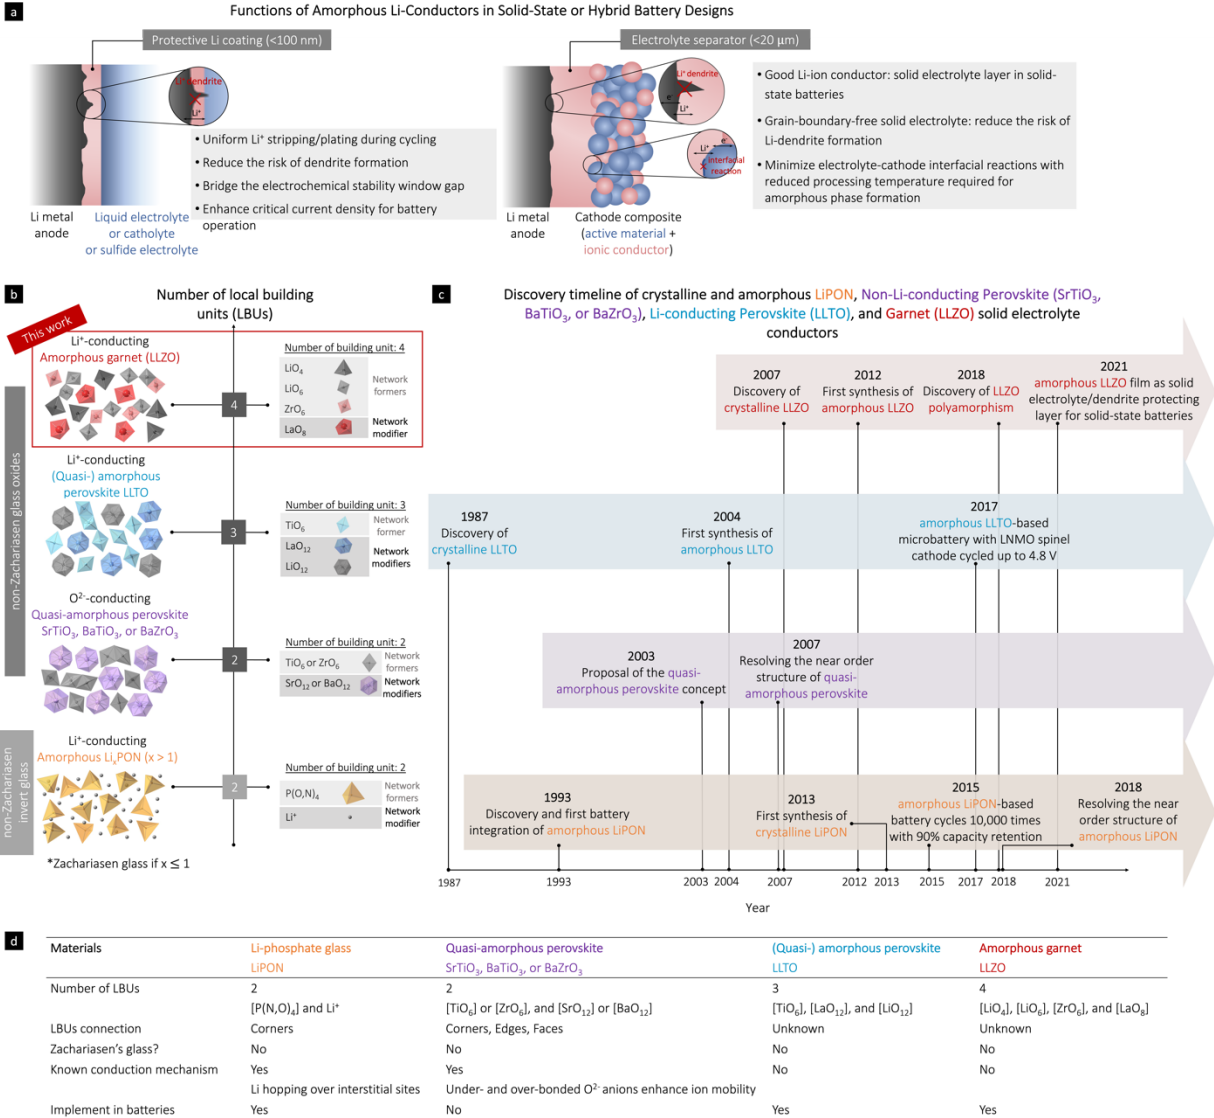 a
Functions of Amorphous Li-Conductors in Solid-State or Hybrid Battery Designs
Protective Li coating (<100 nm)
Li⁺ dendrite
Li⁺
• Uniform Li⁺ stripping/plating during cycling
• Reduce the risk of dendrite formation
• Bridge the electrochemical stability window gap
• Enhance critical current density for battery
operation
Li metal
anode
Liquid electrolyte
or catholyte
or sulfide electrolyte
Electrolyte separator (<20 µm)
Li⁺ dendrite
e⁻
Li⁺
e⁻
Li⁺
interfacial
reaction
Li metal
anode
Cathode composite
(active material +
ionic conductor)
• Good Li-ion conductor: solid electrolyte layer in solid-
state batteries
• Grain-boundary-free solid electrolyte: reduce the risk of
Li-dendrite formation
• Minimize electrolyte-cathode interfacial reactions with
reduced processing temperature required for
amorphous phase formation
b
Number of local building
units (LBUs)
This work
non-Zachariasen glass oxides
Li⁺-conducting
Amorphous garnet (LLZO)
4
Number of building unit: 4
LiO₄
LiO₆
ZrO₆
Network
formers
LaO₈
Network
modifier
Li⁺-conducting
(Quasi-) amorphous
perovskite LLTO
3
Number of building unit: 3
TiO₆
Network
former
LaO₁₂
LiO₁₂
Network
modifiers
O²⁻-conducting
Quasi-amorphous perovskite
SrTiO₃, BaTiO₃, or BaZrO₃
2
Number of building unit: 2
TiO₆ or ZrO₆
Network
formers
SrO₁₂ or BaO₁₂
Network
modifiers
non-Zachariasen
invert glass
Li⁺-conducting
Amorphous LiₓPON (x > 1)
2
Number of building unit: 2
P(O,N)₄
Network
formers
Li⁺
Network
modifier
*Zachariasen glass if x ≤ 1
c
Discovery timeline of crystalline and amorphous LiPON, Non-Li-conducting Perovskite (SrTiO₃,
BaTiO₃, or BaZrO₃), Li-conducting Perovskite (LLTO), and Garnet (LLZO) solid electrolyte
conductors
2007
Discovery of
crystalline LLZO
2012
First synthesis of
amorphous LLZO
2018
Discovery of LLZO
polyamorphism
2021
amorphous LLZO film as solid
electrolyte/dendrite protecting
layer for solid-state batteries
1987
Discovery of
crystalline LLTO
2004
First synthesis of
amorphous LLTO
2017
amorphous LLTO-based
microbattery with LNMO spinel
cathode cycled up to 4.8 V
2003
Proposal of the quasi-
amorphous perovskite concept
2007
Resolving the near order
structure of quasi-
amorphous perovskite
1993
Discovery and first battery
integration of amorphous LiPON
2013
First synthesis of
crystalline LiPON
2015
amorphous LiPON-based
battery cycles 10,000 times
with 90% capacity retention
2018
Resolving the near
order structure of
amorphous LiPON
1987 1993 2003 2004 2007 2012 2013 2015 2017 2018 2021
Year
d
Materials Li-phosphate glass Quasi-amorphous perovskite (Quasi-) amorphous perovskite Amorphous garnet
LiPON SrTiO₃, BaTiO₃, or BaZrO₃ LLTO LLZO
Number of LBUs 2 2 3 4
[P(N,O)₄] and Li⁺ [TiO₆] or [ZrO₆], and [SrO₁₂] or [BaO₁₂] [TiO₆], [LaO₁₂], and [LiO₁₂] [LiO₄], [LiO₆], [ZrO₆], and [LaO₈]
LBUs connection Corners Corners, Edges, Faces Unknown Unknown
Zachariasen's glass? No No No No
Known conduction mechanism Yes Yes No No
Li hopping over interstitial sites Under- and over-bonded O²⁻ anions enhance ion mobility
Implement in batteries Yes No Yes Yes